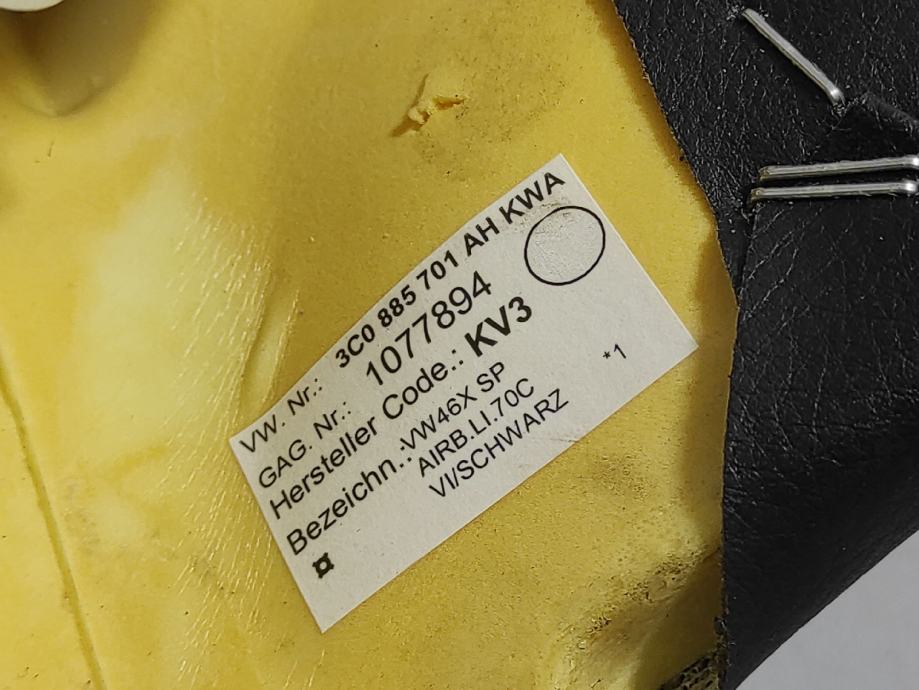 VW. Nr.: 3C0 885 701 AH KWA
GAG. Nr.: 1077894
Hersteller Code.: KV3
Bezeichn.:VW46X SP
AIRB.LI.70C *1
VI/SCHWARZ
¤